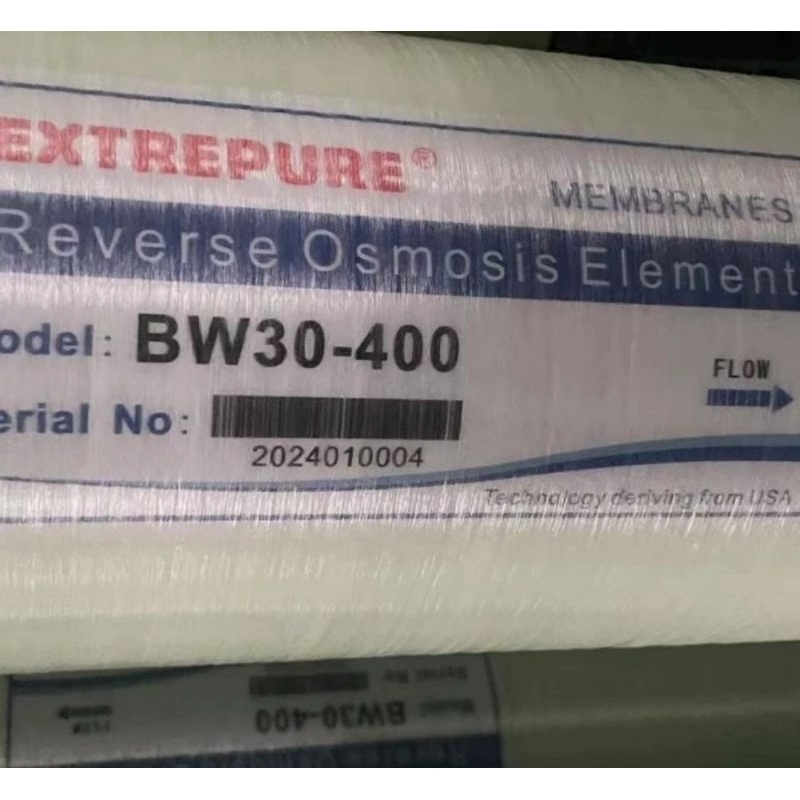 EXTREPURE®
MEMBRANES
Reverse Osmosis Element
odel: BW30-400
FLOW
erial No:
2024010004
Technology deriving from USA
BW30-400